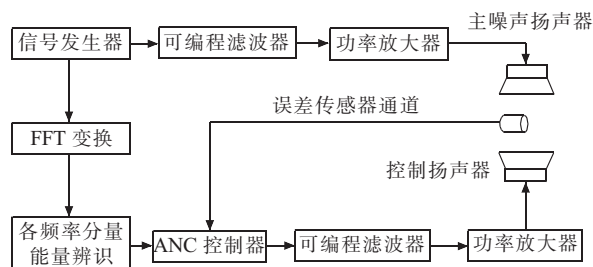 信号发生器
可编程滤波器
功率放大器
主噪声扬声器
误差传感器通道
FFT 变换
控制扬声器
各频率分量
能量辨识
ANC 控制器
可编程滤波器
功率放大器